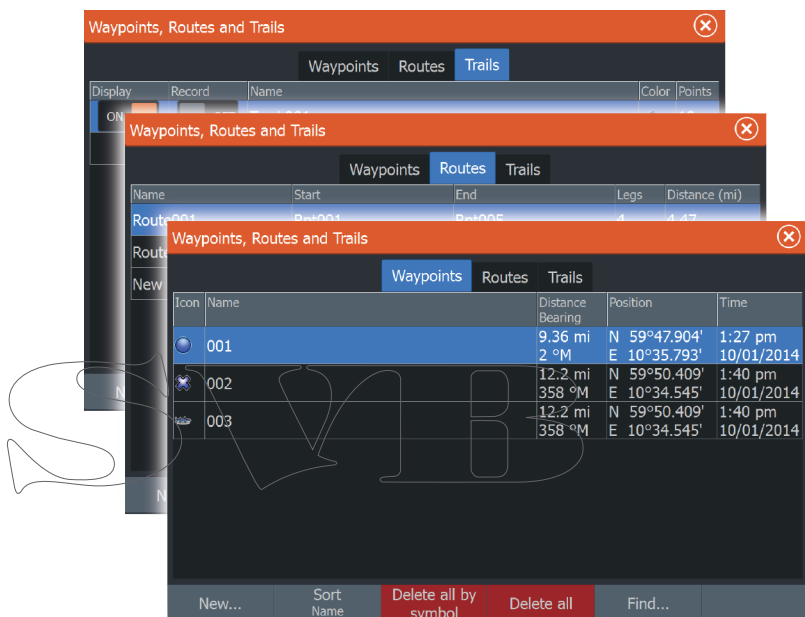 Waypoints, Routes and Trails
Waypoints Routes Trails
Display Record Name Color Points
ON
Waypoints, Routes and Trails
Waypoints Routes Trails
Name Start End Legs Distance (mi)
Route001 Rpt001 Rpt005 4 4.47
Route
New
Waypoints, Routes and Trails
Waypoints Routes Trails
Icon Name Distance Position Time
Bearing
001 9.36 mi N 59°47.904' 1:27 pm
2 °M E 10°35.793' 10/01/2014
002 12.2 mi N 59°50.409' 1:40 pm
358 °M E 10°34.545' 10/01/2014
003 12.2 mi N 59°50.409' 1:40 pm
358 °M E 10°34.545' 10/01/2014
New... Sort Delete all by Delete all Find...
Name symbol
SVB